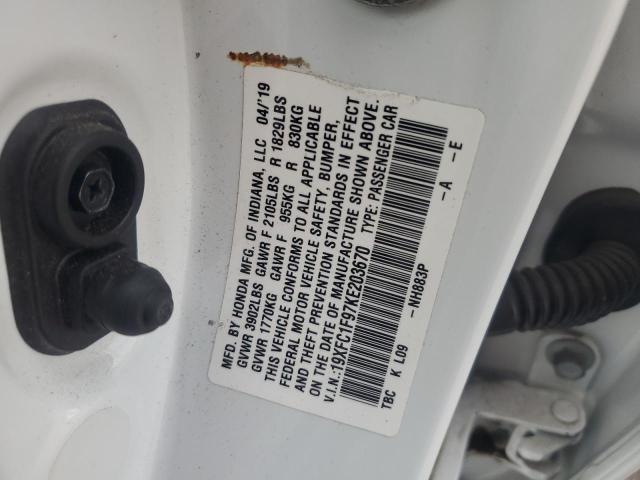 MFD. BY HONDA MFG. OF INDIANA, LLC 04/'19
GVWR 3902LBS GAWR F 2105LBS R 1829LBS
GVWR 1770KG GAWR F 955KG R 830KG
THIS VEHICLE CONFORMS TO ALL APPLICABLE
FEDERAL MOTOR VEHICLE SAFETY, BUMPER,
AND THEFT PREVENTION STANDARDS IN EFFECT
ON THE DATE OF MANUFACTURE SHOWN ABOVE.
V.I.N.:19XFC1F97KE203670 TYPE: PASSENGER CAR
TBC K L09 -NH883P -A -E